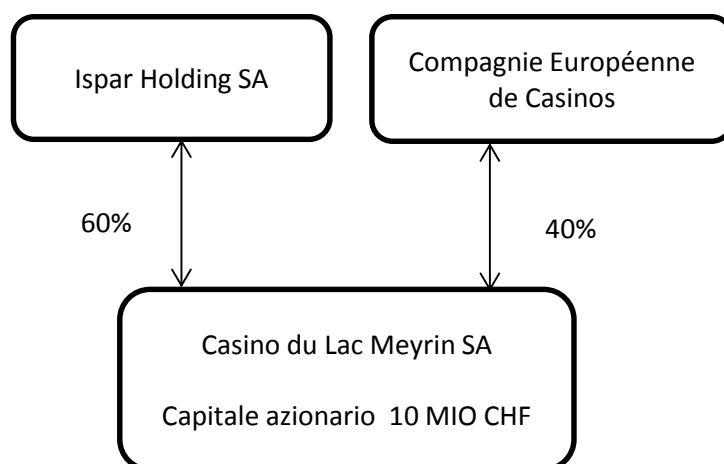 Ispar Holding SA
Compagnie Européenne
de Casinos
60%
40%
Casino du Lac Meyrin SA
Capitale azionario  10 MIO CHF